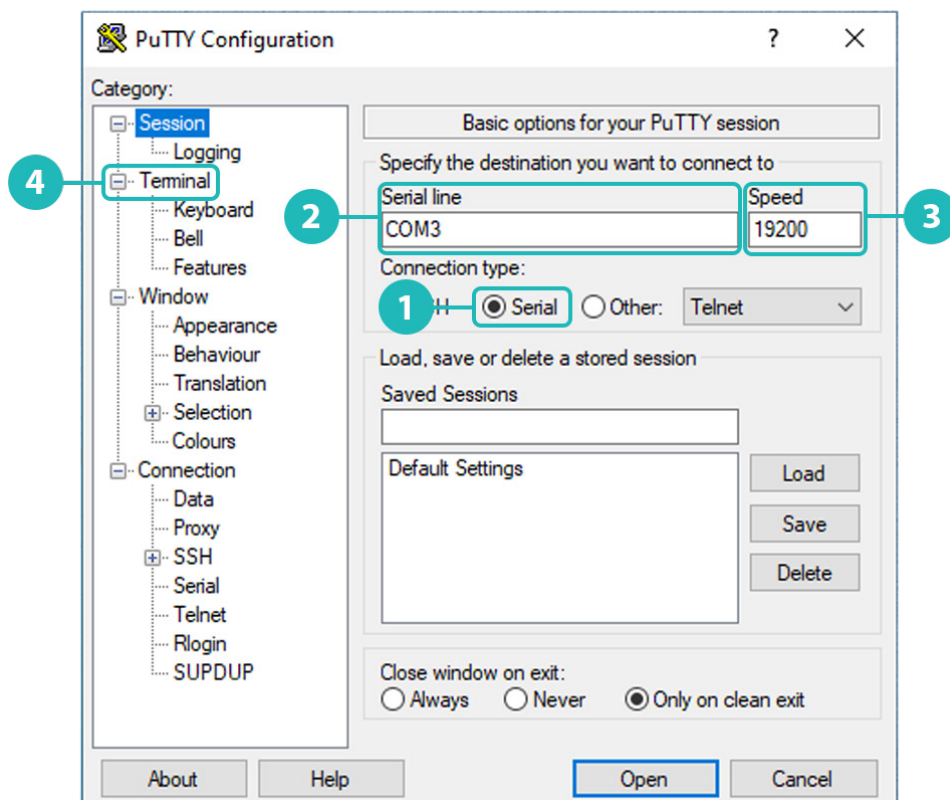 PuTTY Configuration ? ×
Category:
Session
Logging
Terminal
Keyboard
Bell
Features
Window
Appearance
Behaviour
Translation
Selection
Colours
Connection
Data
Proxy
SSH
Serial
Telnet
Rlogin
SUPDUP
Basic options for your PuTTY session
Specify the destination you want to connect to
Serial line Speed
COM3 19200
Connection type:
H Serial Other: Telnet
Load, save or delete a stored session
Saved Sessions
Default Settings
Load
Save
Delete
Close window on exit:
Always Never Only on clean exit
About Help Open Cancel
1
2
3
4